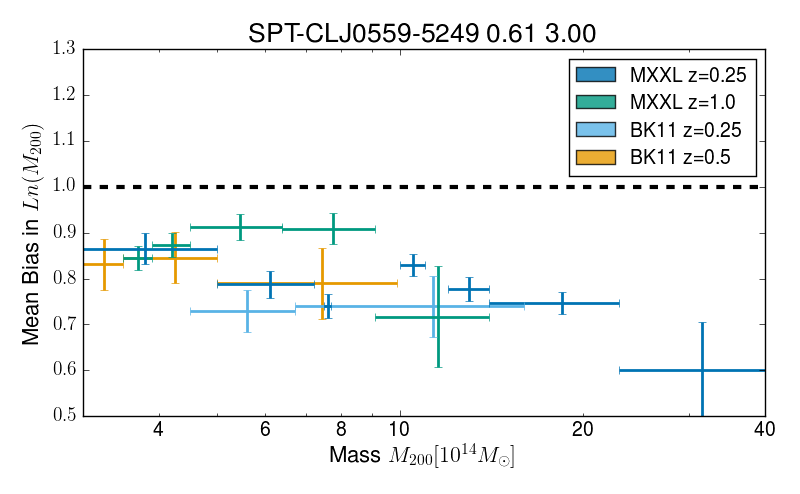 SPT-CLJ0559-5249 0.61 3.00
1.3
1.2
1.1
1.0
0.9
0.8
0.7
0.6
0.5
Mean Bias in Ln(M₂₀₀)
MXXL z=0.25
MXXL z=1.0
BK11 z=0.25
BK11 z=0.5
4 6 8 10 20 40
Mass M₂₀₀[10¹⁴M☉]